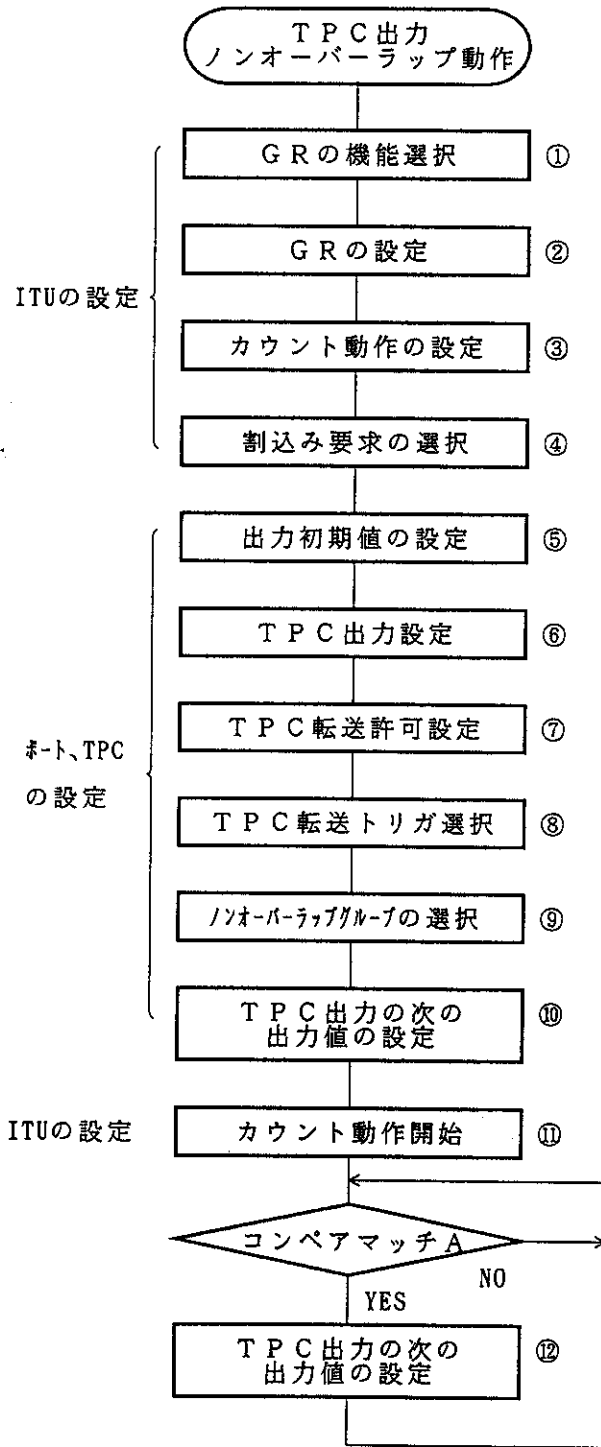 TPC出力
ノンオーバーラップ動作
GRの機能選択
①
GRの設定
②
ITUの設定
カウント動作の設定
③
割込み要求の選択
④
出力初期値の設定
⑤
TPC出力設定
⑥
TPC転送許可設定
⑦
ポート、TPC
の設定
TPC転送トリガ選択
⑧
ノンオーバーラップグループの選択
⑨
TPC出力の次の
出力値の設定
⑩
ITUの設定
カウント動作開始
⑪
コンペアマッチA
NO
YES
TPC出力の次の
出力値の設定
⑫